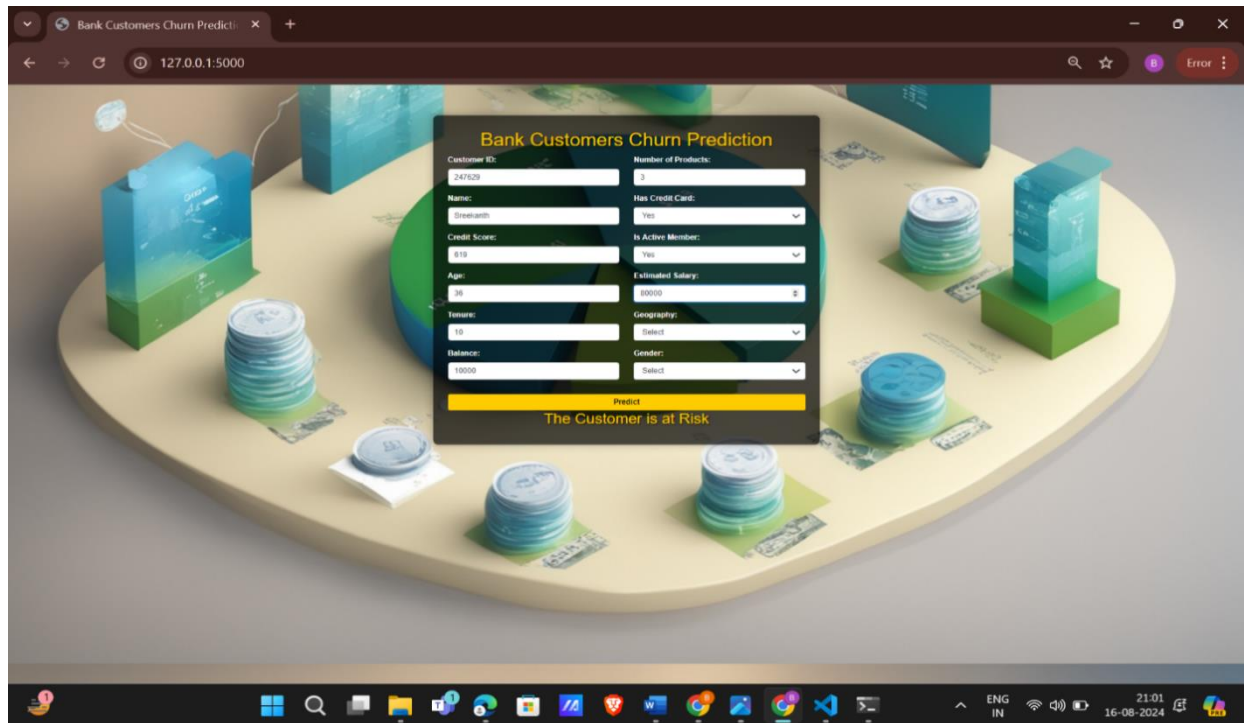 Bank Customers Churn Predicti
127.0.0.1:5000
B
Error
Bank Customers Churn Prediction
Customer ID:
Number of Products:
247629
3
Name:
Has Credit Card:
Sreekanth
Yes
Credit Score:
Is Active Member:
619
Yes
Age:
Estimated Salary:
36
80000
Tenure:
Geography:
10
Select
Balance:
Gender:
10000
Select
Predict
The Customer is at Risk
1
1
ENG
IN
21:01
16-08-2024